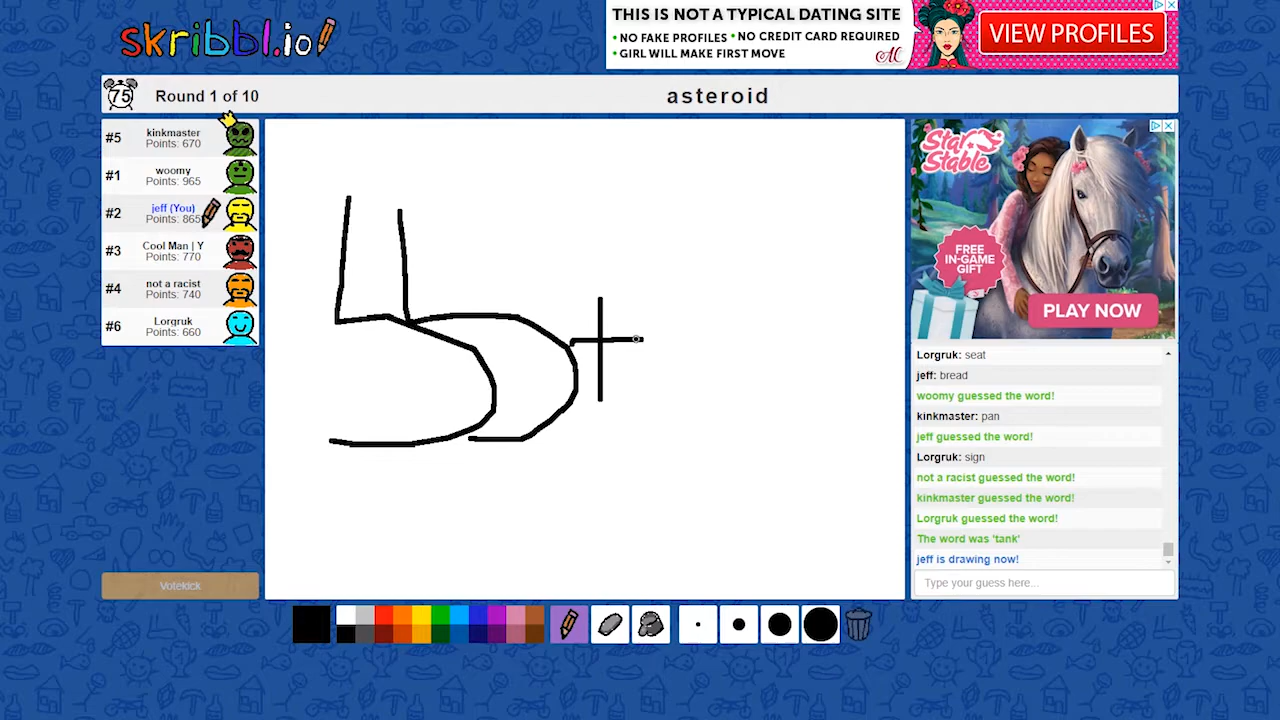 skribbl.io
THIS IS NOT A TYPICAL DATING SITE
• NO FAKE PROFILES • NO CREDIT CARD REQUIRED
• GIRL WILL MAKE FIRST MOVE
AC
VIEW PROFILES
75
Round 1 of 10
asteroid
#5 kinkmaster
Points: 670
#1 woomy
Points: 965
#2 jeff (You)
Points: 865
#3 Cool Man | Y
Points: 770
#4 not a racist
Points: 740
#6 Lorgruk
Points: 660
Votekick
Star
Stable
FREE
IN-GAME
GIFT
PLAY NOW
Lorgruk: seat
jeff: bread
woomy guessed the word!
kinkmaster: pan
jeff guessed the word!
Lorgruk: sign
not a racist guessed the word!
kinkmaster guessed the word!
Lorgruk guessed the word!
The word was 'tank'
jeff is drawing now!
Type your guess here...